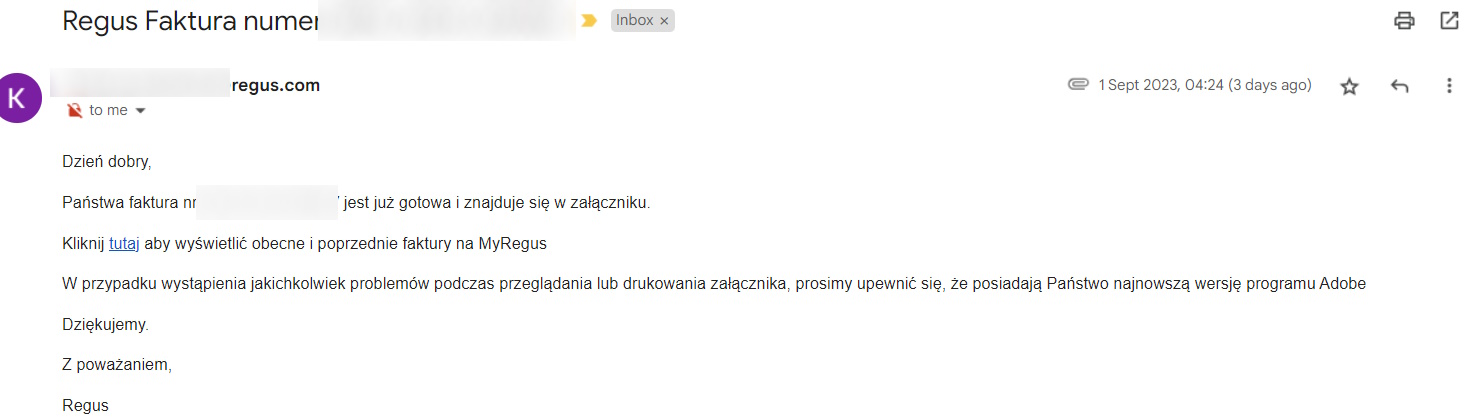 Regus Faktura numer
Inbox ×
K
regus.com
1 Sept 2023, 04:24 (3 days ago)
to me
Dzień dobry,
Państwa faktura nr jest już gotowa i znajduje się w załączniku.
Kliknij tutaj aby wyświetlić obecne i poprzednie faktury na MyRegus
W przypadku wystąpienia jakichkolwiek problemów podczas przeglądania lub drukowania załącznika, prosimy upewnić się, że posiadają Państwo najnowszą wersję programu Adobe
Dziękujemy.
Z poważaniem,
Regus